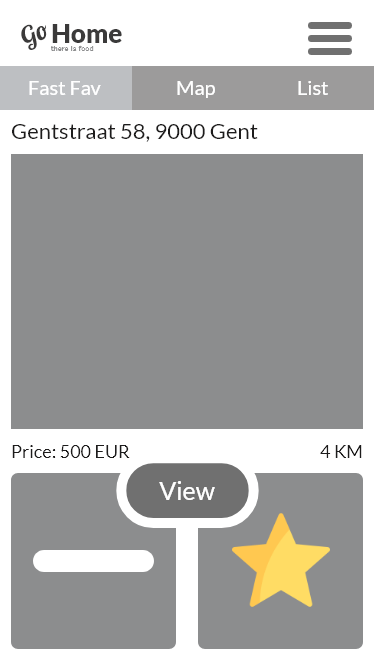 Go Home
there is food
Fast Fav
Map
List
Gentstraat 58, 9000 Gent
Price: 500 EUR
4 KM
View